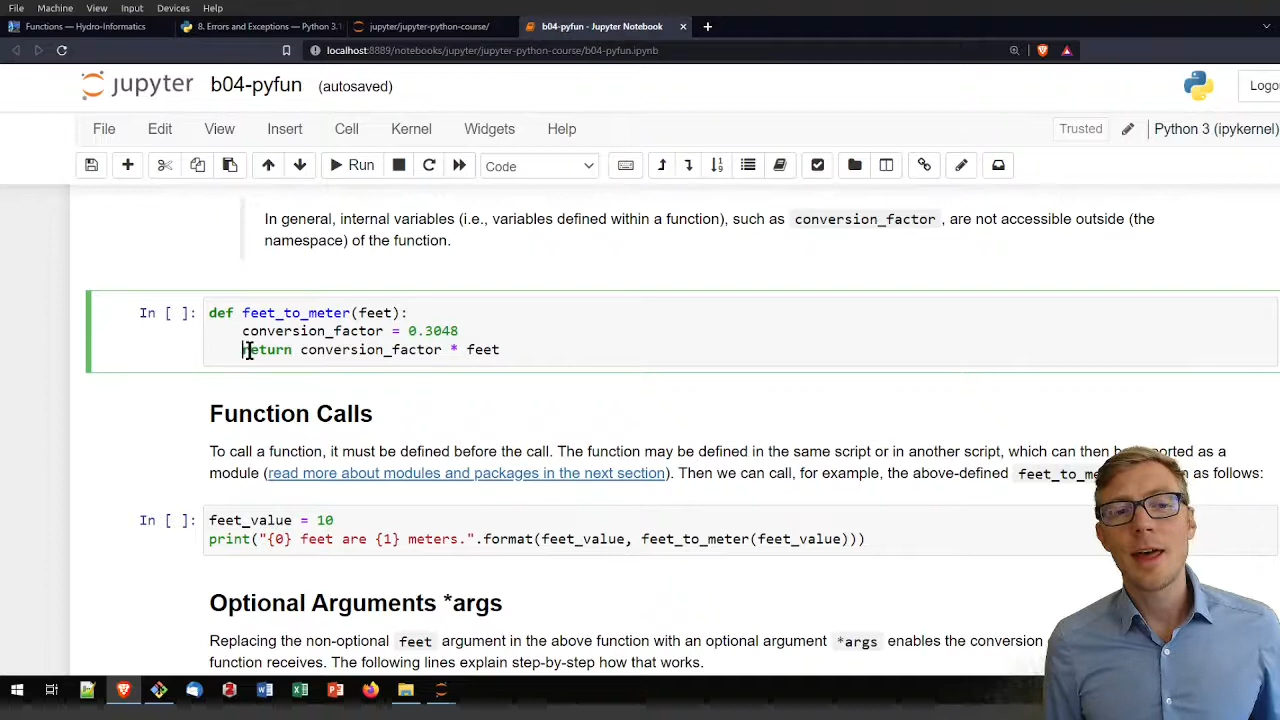 File Machine View Input Devices Help
Functions — Hydro-Informatics
8. Errors and Exceptions — Python 3.1
jupyter/jupyter-python-course/
b04-pyfun - Jupyter Notebook
localhost:8889/notebooks/jupyter/jupyter-python-course/b04-pyfun.ipynb
jupyter b04-pyfun (autosaved)
Logo
File Edit View Insert Cell Kernel Widgets Help
Trusted Python 3 (ipykernel)
Run Code
In general, internal variables (i.e., variables defined within a function), such as conversion_factor , are not accessible outside (the
namespace) of the function.
In [ ]: def feet_to_meter(feet):
conversion_factor = 0.3048
return conversion_factor * feet
Function Calls
To call a function, it must be defined before the call. The function may be defined in the same script or in another script, which can then be imported as a
module (read more about modules and packages in the next section). Then we can call, for example, the above-defined feet_to_me as follows:
In [ ]: feet_value = 10
print("{0} feet are {1} meters.".format(feet_value, feet_to_meter(feet_value)))
Optional Arguments *args
Replacing the non-optional feet argument in the above function with an optional argument *args enables the conversion
function receives. The following lines explain step-by-step how that works.